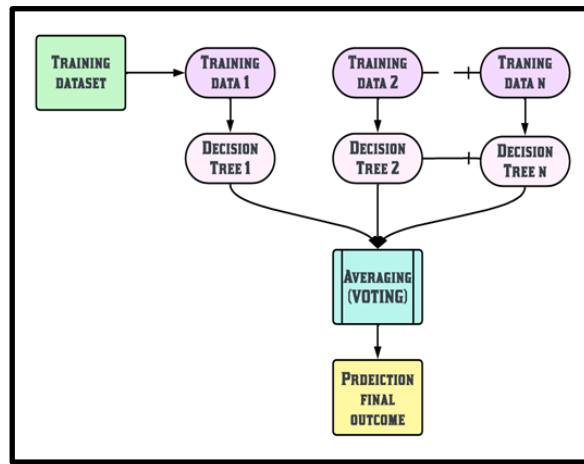 TRAINING
DATASET
TRAINING
DATA 1
TRAINING
DATA 2
TRANING
DATA N
DECISION
TREE 1
DECISION
TREE 2
DECISION
TREE N
AVERAGING
(VOTING)
PRDEICTION
FINAL
OUTCOME